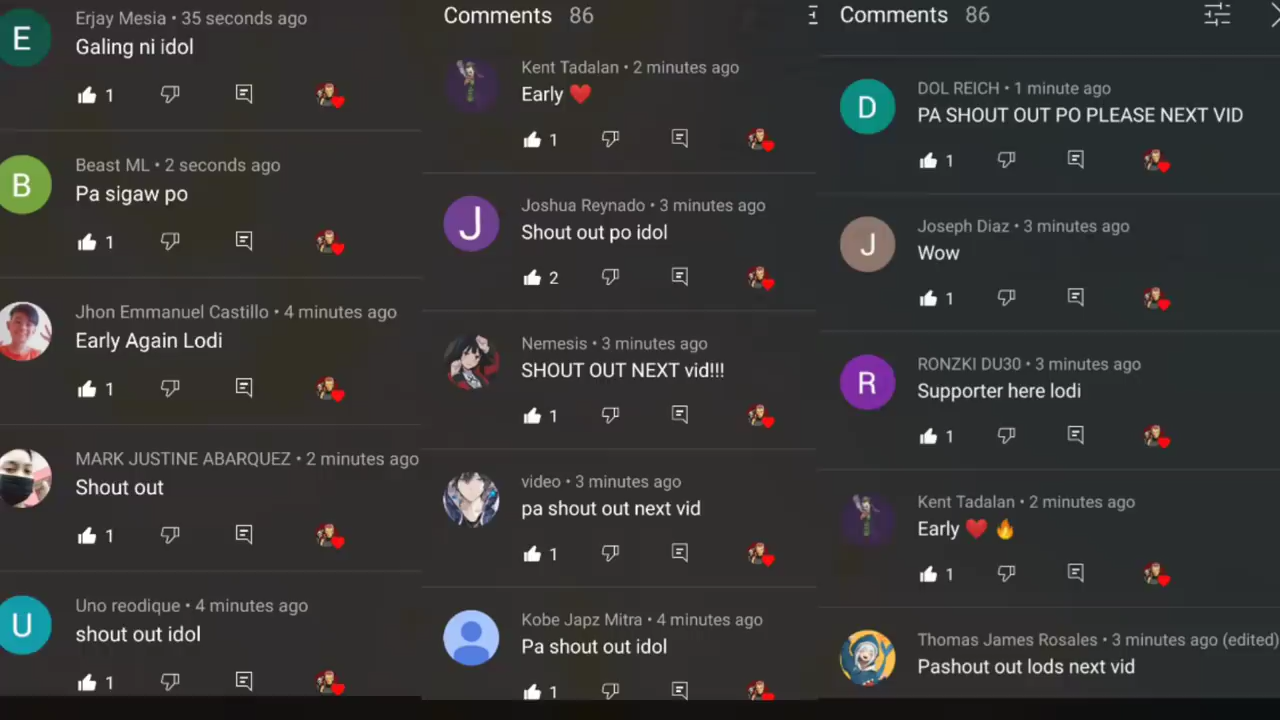 Erjay Mesia • 35 seconds ago
Galing ni idol
1
Beast ML • 2 seconds ago
Pa sigaw po
1
Jhon Emmanuel Castillo • 4 minutes ago
Early Again Lodi
1
MARK JUSTINE ABARQUEZ • 2 minutes ago
Shout out
1
Uno reodique • 4 minutes ago
shout out idol
1
Comments 86
Kent Tadalan • 2 minutes ago
Early ❤️
1
Joshua Reynado • 3 minutes ago
Shout out po idol
2
Nemesis • 3 minutes ago
SHOUT OUT NEXT vid!!!
1
video • 3 minutes ago
pa shout out next vid
1
Kobe Japz Mitra • 4 minutes ago
Pa shout out idol
1
Comments 86
DOL REICH • 1 minute ago
PA SHOUT OUT PO PLEASE NEXT VID
1
Joseph Diaz • 3 minutes ago
Wow
1
RONZKI DU30 • 3 minutes ago
Supporter here lodi
1
Kent Tadalan • 2 minutes ago
Early ❤️ 🔥
1
Thomas James Rosales • 3 minutes ago (edited)
Pashout out lods next vid
E
B
U
J
D
J
R